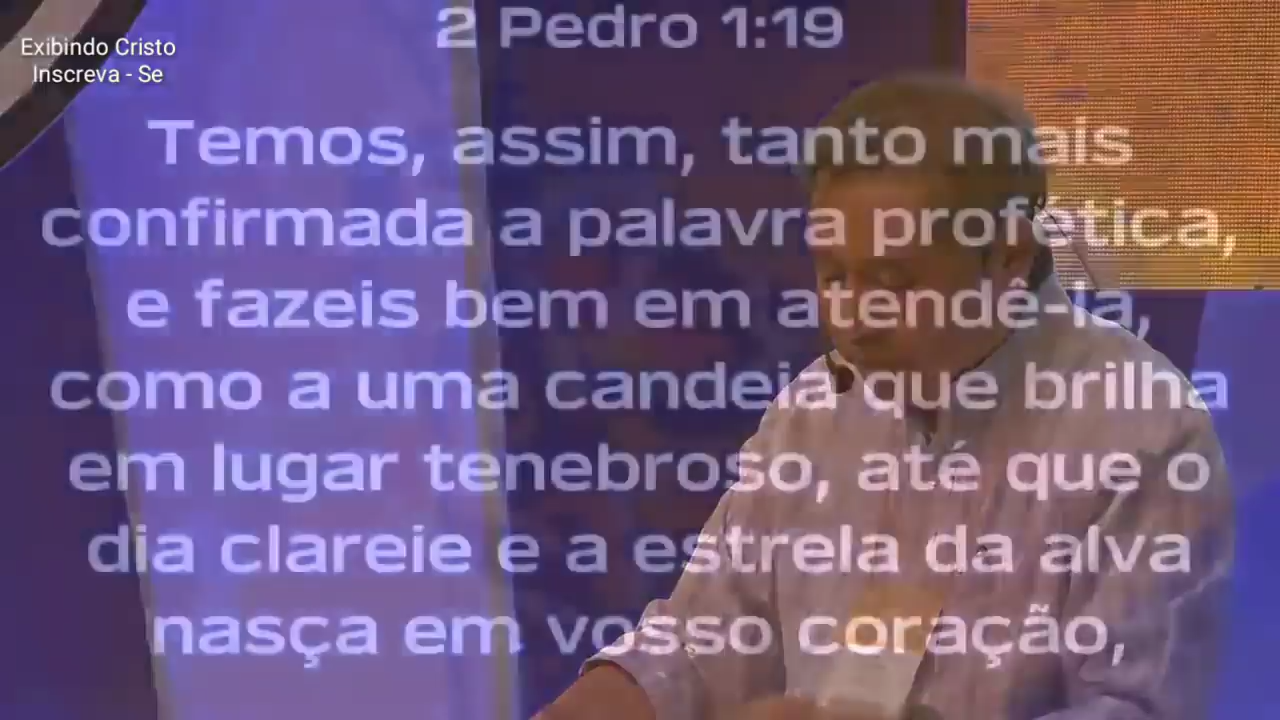 Exibindo Cristo
Inscreva - Se
2 Pedro 1:19
Temos, assim, tanto mais
confirmada a palavra profética,
e fazeis bem em atendê-la,
como a uma candeia que brilha
em lugar tenebroso, até que o
dia clareie e a estrela da alva
nasça em vosso coração,